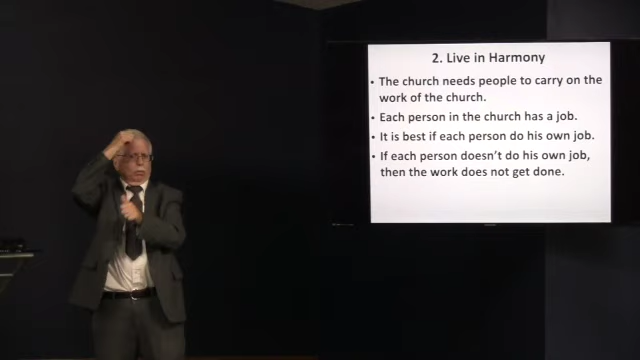 2. Live in Harmony
• The church needs people to carry on the
work of the church.
• Each person in the church has a job.
• It is best if each person do his own job.
• If each person doesn't do his own job,
then the work does not get done.